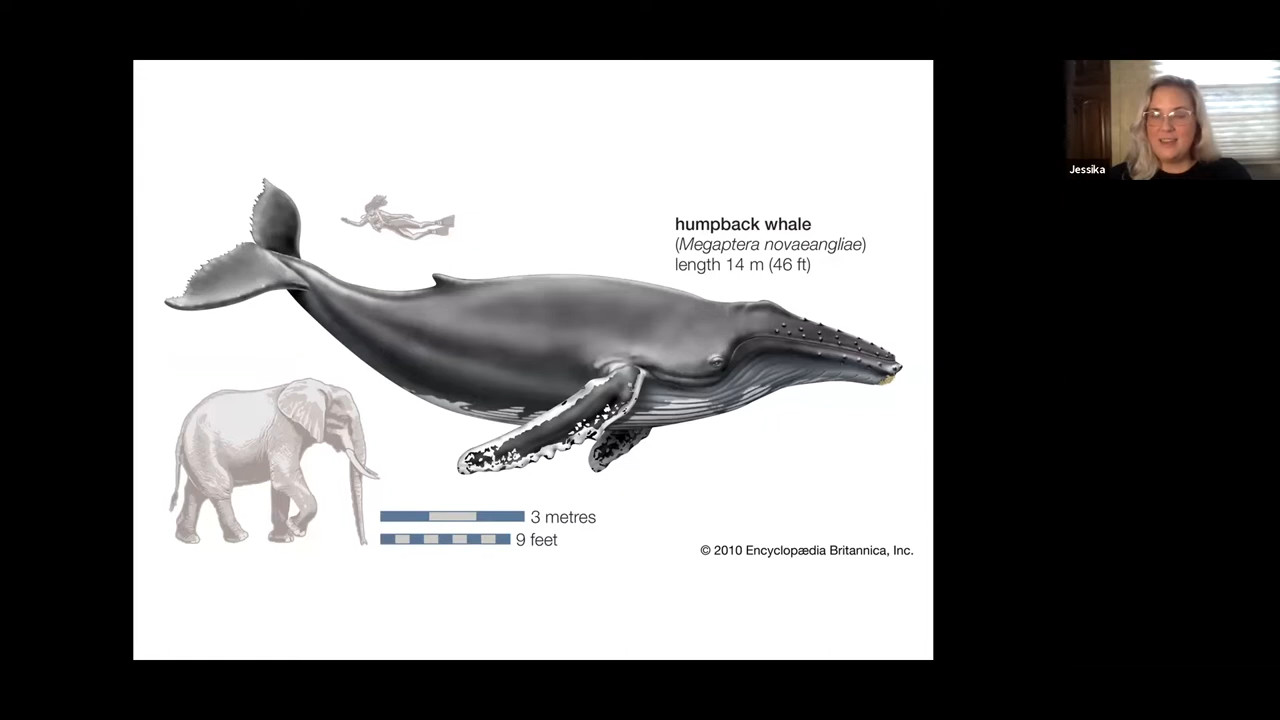 Jessika
humpback whale
(Megaptera novaeangliae)
length 14 m (46 ft)
3 metres
9 feet
© 2010 Encyclopædia Britannica, Inc.